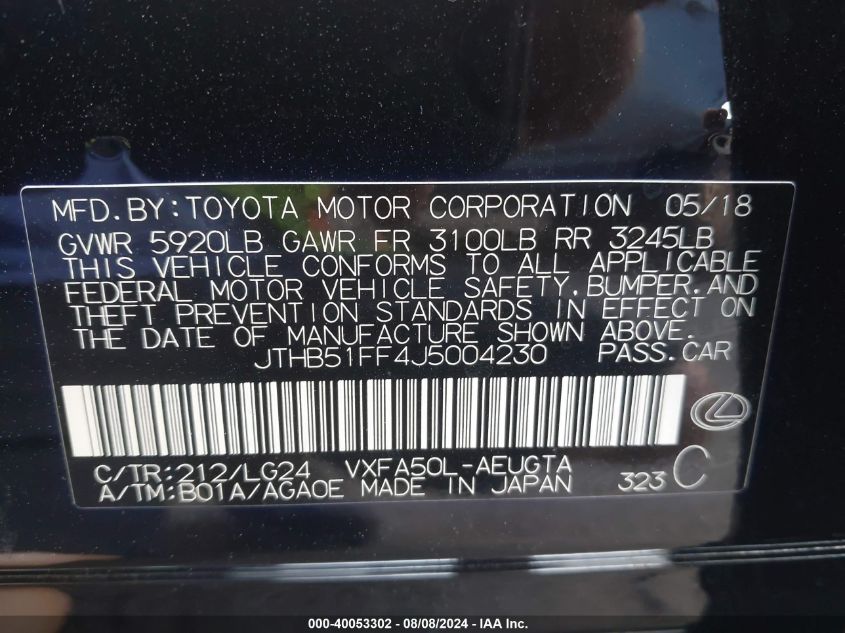 MFD.BY:TOYOTA MOTOR CORPORATION 05/18
GVWR 5920LB GAWR FR 3100LB RR 3245LB
THIS VEHICLE CONFORMS TO ALL APPLICABLE
FEDERAL MOTOR VEHICLE SAFETY,BUMPER,AND
THEFT PREVENTION STANDARDS IN EFFECT ON
THE DATE OF MANUFACTURE SHOWN ABOVE.
JTHB51FF4J5004230 PASS.CAR
C/TR:212/LG24 VXFA50L-AEUGTA
A/TM:B01A/AGA0E MADE IN JAPAN 323 C
000-40053302 - 08/08/2024 - IAA Inc.